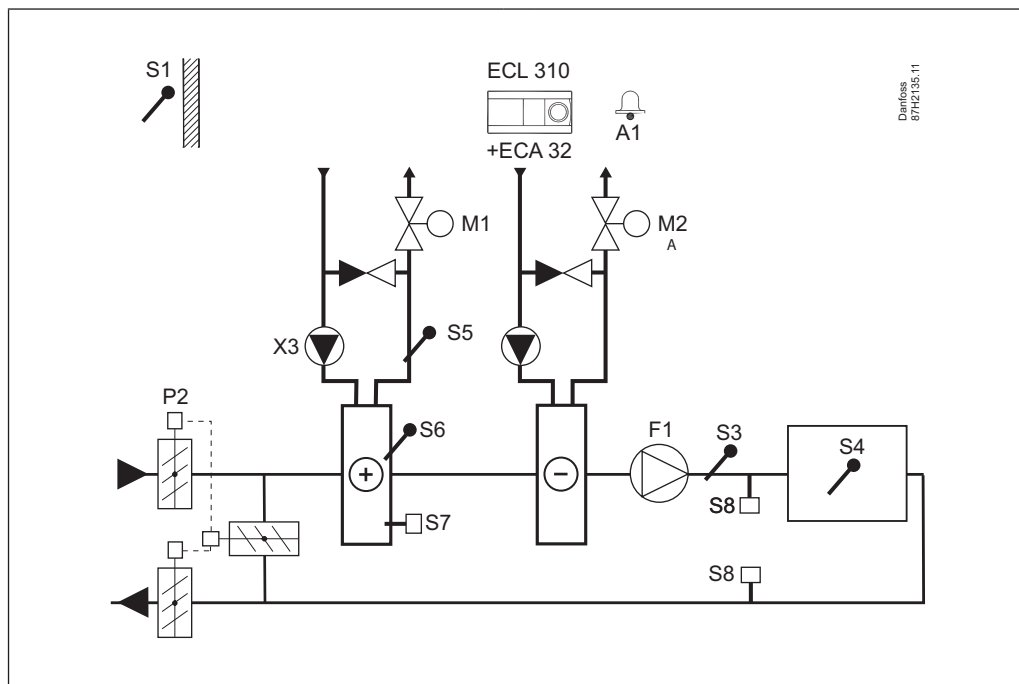 S1
ECL 310
+ECA 32
A1
Danfoss
87H2135.11
M1
M2
A
X3
S5
P2
S6
F1
S3
S4
+
−
S8
S7
S8